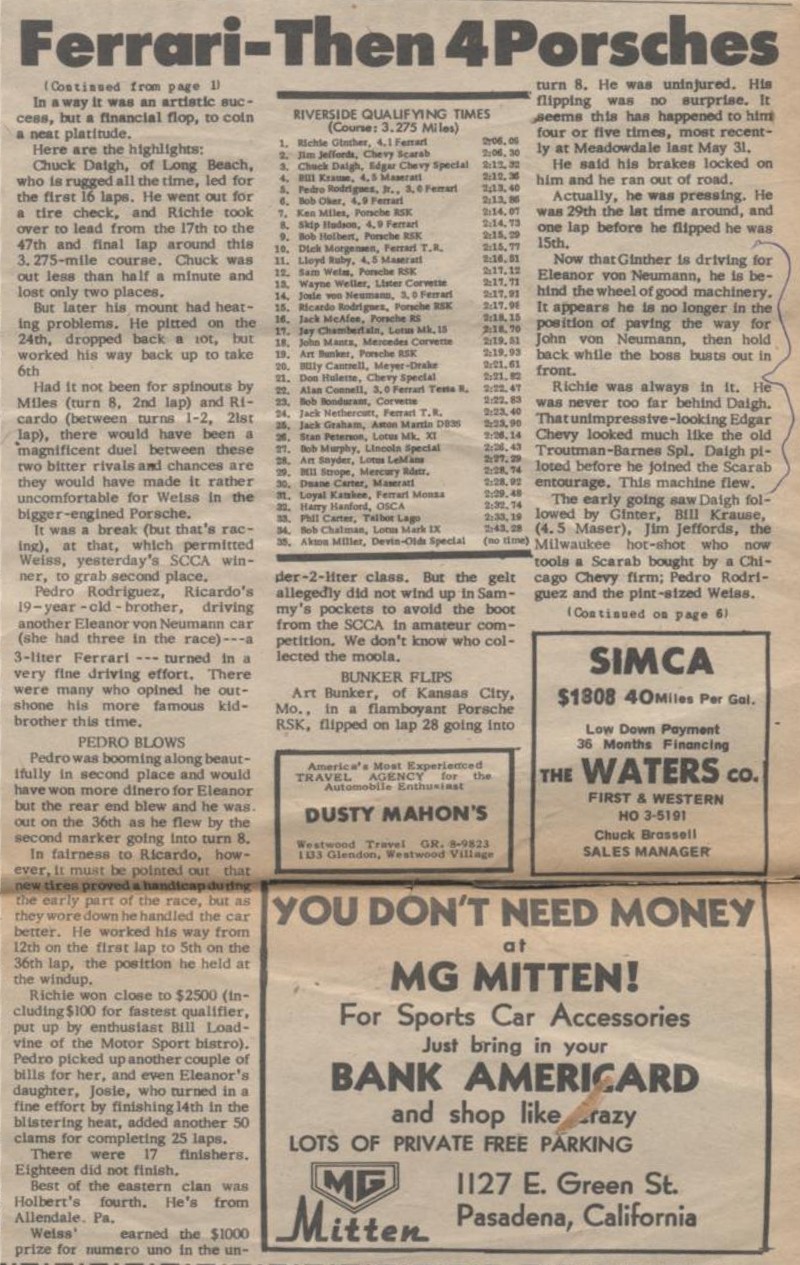 Ferrari-Then 4 Porsches
(Continued from page 1)
In a way it was an artistic suc-
cess, but a financial flop, to coin
a neat platitude.
Here are the highlights:
Chuck Daigh, of Long Beach,
who is rugged all the time, led for
the first 16 laps. He went out for
a tire check, and Richie took
over to lead from the 17th to the
47th and final lap around this
3.275-mile course. Chuck was
out less than half a minute and
lost only two places.
But later his mount had heat-
ing problems. He pitted on the
24th, dropped back a lot, but
worked his way back up to take
6th
Had it not been for spinouts by
Miles (turn 8, 2nd lap) and Ri-
cardo (between turns 1-2, 21st
lap), there would have been a
magnificent duel between these
two bitter rivals and chances are
they would have made it rather
uncomfortable for Weiss in the
bigger-engined Porsche.
It was a break (but that's rac-
ing), at that, which permitted
Weiss, yesterday's SCCA win-
ner, to grab second place.
Pedro Rodriguez, Ricardo's
19-year-old-brother, driving
another Eleanor von Neumann car
(she had three in the race)---a
3-liter Ferrari --- turned in a
very fine driving effort. There
were many who opined he out-
shone his more famous kid-
brother this time.
PEDRO BLOWS
Pedro was booming along beaut-
ifully in second place and would
have won more dinero for Eleanor
but the rear end blew and he was
out on the 36th as he flew by the
second marker going into turn 8.
In fairness to Ricardo, how-
ever, it must be pointed out that
new tires proved a handicap during
the early part of the race, but as
they wore down he handled the car
better. He worked his way from
12th on the first lap to 5th on the
36th lap, the position he held at
the windup.
Richie won close to $2500 (in-
cluding $100 for fastest qualifier,
put up by enthusiast Bill Load-
vine of the Motor Sport bistro).
Pedro picked up another couple of
bills for her, and even Eleanor's
daughter, Josie, who turned in a
fine effort by finishing 14th in the
blistering heat, added another 50
clams for completing 25 laps.
There were 17 finishers.
Eighteen did not finish.
Best of the eastern clan was
Holbert's fourth. He's from
Allendale. Pa.
Weiss' earned the $1000
prize for numero uno in the un-
RIVERSIDE QUALIFYING TIMES
(Course: 3.275 Miles)
1. Richie Ginther, 4.1 Ferrari 2:06.06
2. Jim Jeffords, Chevy Scarab 2:06.30
3. Chuck Daigh, Edgar Chevy Special 2:12.32
4. Bill Krause, 4.5 Maserati 2:12.36
5. Pedro Rodriguez, Jr., 3.0 Ferrari 2:13.40
6. Bob Oker, 4.9 Ferrari 2:13.86
7. Ken Miles, Porsche RSK 2:14.07
8. Skip Hudson, 4.9 Ferrari 2:14.73
9. Bob Holbert, Porsche RSK 2:15.29
10. Dick Morgensen, Ferrari T.R. 2:15.77
11. Lloyd Ruby, 4.5 Maserati 2:16.51
12. Sam Weiss, Porsche RSK 2:17.12
13. Wayne Weiler, Lister Corvette 2:17.71
14. Josie von Neumann, 3.0 Ferrari 2:17.91
15. Ricardo Rodriguez, Porsche RSK 2:17.98
16. Jack McAfee, Porsche RS 2:18.15
17. Jay Chamberlain, Lotus Mk.15 2:18.70
18. John Mantz, Mercedes Corvette 2:19.51
19. Art Bunker, Porsche RSK 2:19.93
20. Billy Cantrell, Meyer-Drake 2:21.61
21. Don Hulette, Chevy Special 2:21.82
22. Alan Connell, 3.0 Ferrari Testa R. 2:22.47
23. Bob Bondurant, Corvette 2:22.83
24. Jack Nethercutt, Ferrari T.R. 2:23.40
25. Jack Graham, Aston Martin DB3S 2:23.90
26. Stan Peterson, Lotus Mk. XI 2:26.14
27. Bob Murphy, Lincoln Special 2:26.43
28. Art Snyder, Lotus LeMans 2:27.29
29. Bill Strope, Mercury Rdstr. 2:28.74
30. Duane Carter, Maserati 2:28.92
31. Loyal Katskee, Ferrari Monza 2:29.48
32. Harry Hanford, OSCA 2:32.74
33. Phil Carter, Talbot Lago 2:33.19
34. Bob Chalman, Lotus Mark IX 2:43.28
35. Akton Miller, Devin-Olds Special (no time)
der-2-liter class. But the gelt
allegedly did not wind up in Sam-
my's pockets to avoid the boot
from the SCCA in amateur com-
petition. We don't know who col-
lected the moola.
BUNKER FLIPS
Art Bunker, of Kansas City,
Mo., in a flamboyant Porsche
RSK, flipped on lap 28 going into
turn 8. He was uninjured. His
flipping was no surprise. It
seems this has happened to him
four or five times, most recent-
ly at Meadowdale last May 31.
He said his brakes locked on
him and he ran out of road.
Actually, he was pressing. He
was 29th the 1st time around, and
one lap before he flipped he was
15th.
Now that Ginther is driving for
Eleanor von Neumann, he is be-
hind the wheel of good machinery.
It appears he is no longer in the
position of paving the way for
John von Neumann, then hold
back while the boss busts out in
front.
Richie was always in it. He
was never too far behind Daigh.
That unimpressive-looking Edgar
Chevy looked much like the old
Troutman-Barnes Spl. Daigh pi-
loted before he joined the Scarab
entourage. This machine flew.
The early going saw Daigh fol-
lowed by Ginter, Bill Krause,
(4.5 Maser), Jim Jeffords, the
Milwaukee hot-shot who now
tools a Scarab bought by a Chi-
cago Chevy firm; Pedro Rodri-
guez and the pint-sized Weiss.
(Continued on page 6)
America's Most Experienced
TRAVEL AGENCY for the
Automobile Enthusiast
DUSTY MAHON'S
Westwood Travel GR. 8-9823
1133 Glendon, Westwood Village
SIMCA
$1808 40 Miles Per Gal.
Low Down Payment
36 Months Financing
THE WATERS CO.
FIRST & WESTERN
HO 3-5191
Chuck Brassell
SALES MANAGER
YOU DON'T NEED MONEY
at
MG MITTEN!
For Sports Car Accessories
Just bring in your
BANK AMERICARD
and shop like crazy
LOTS OF PRIVATE FREE PARKING
MG
Mitten
1127 E. Green St.
Pasadena, California